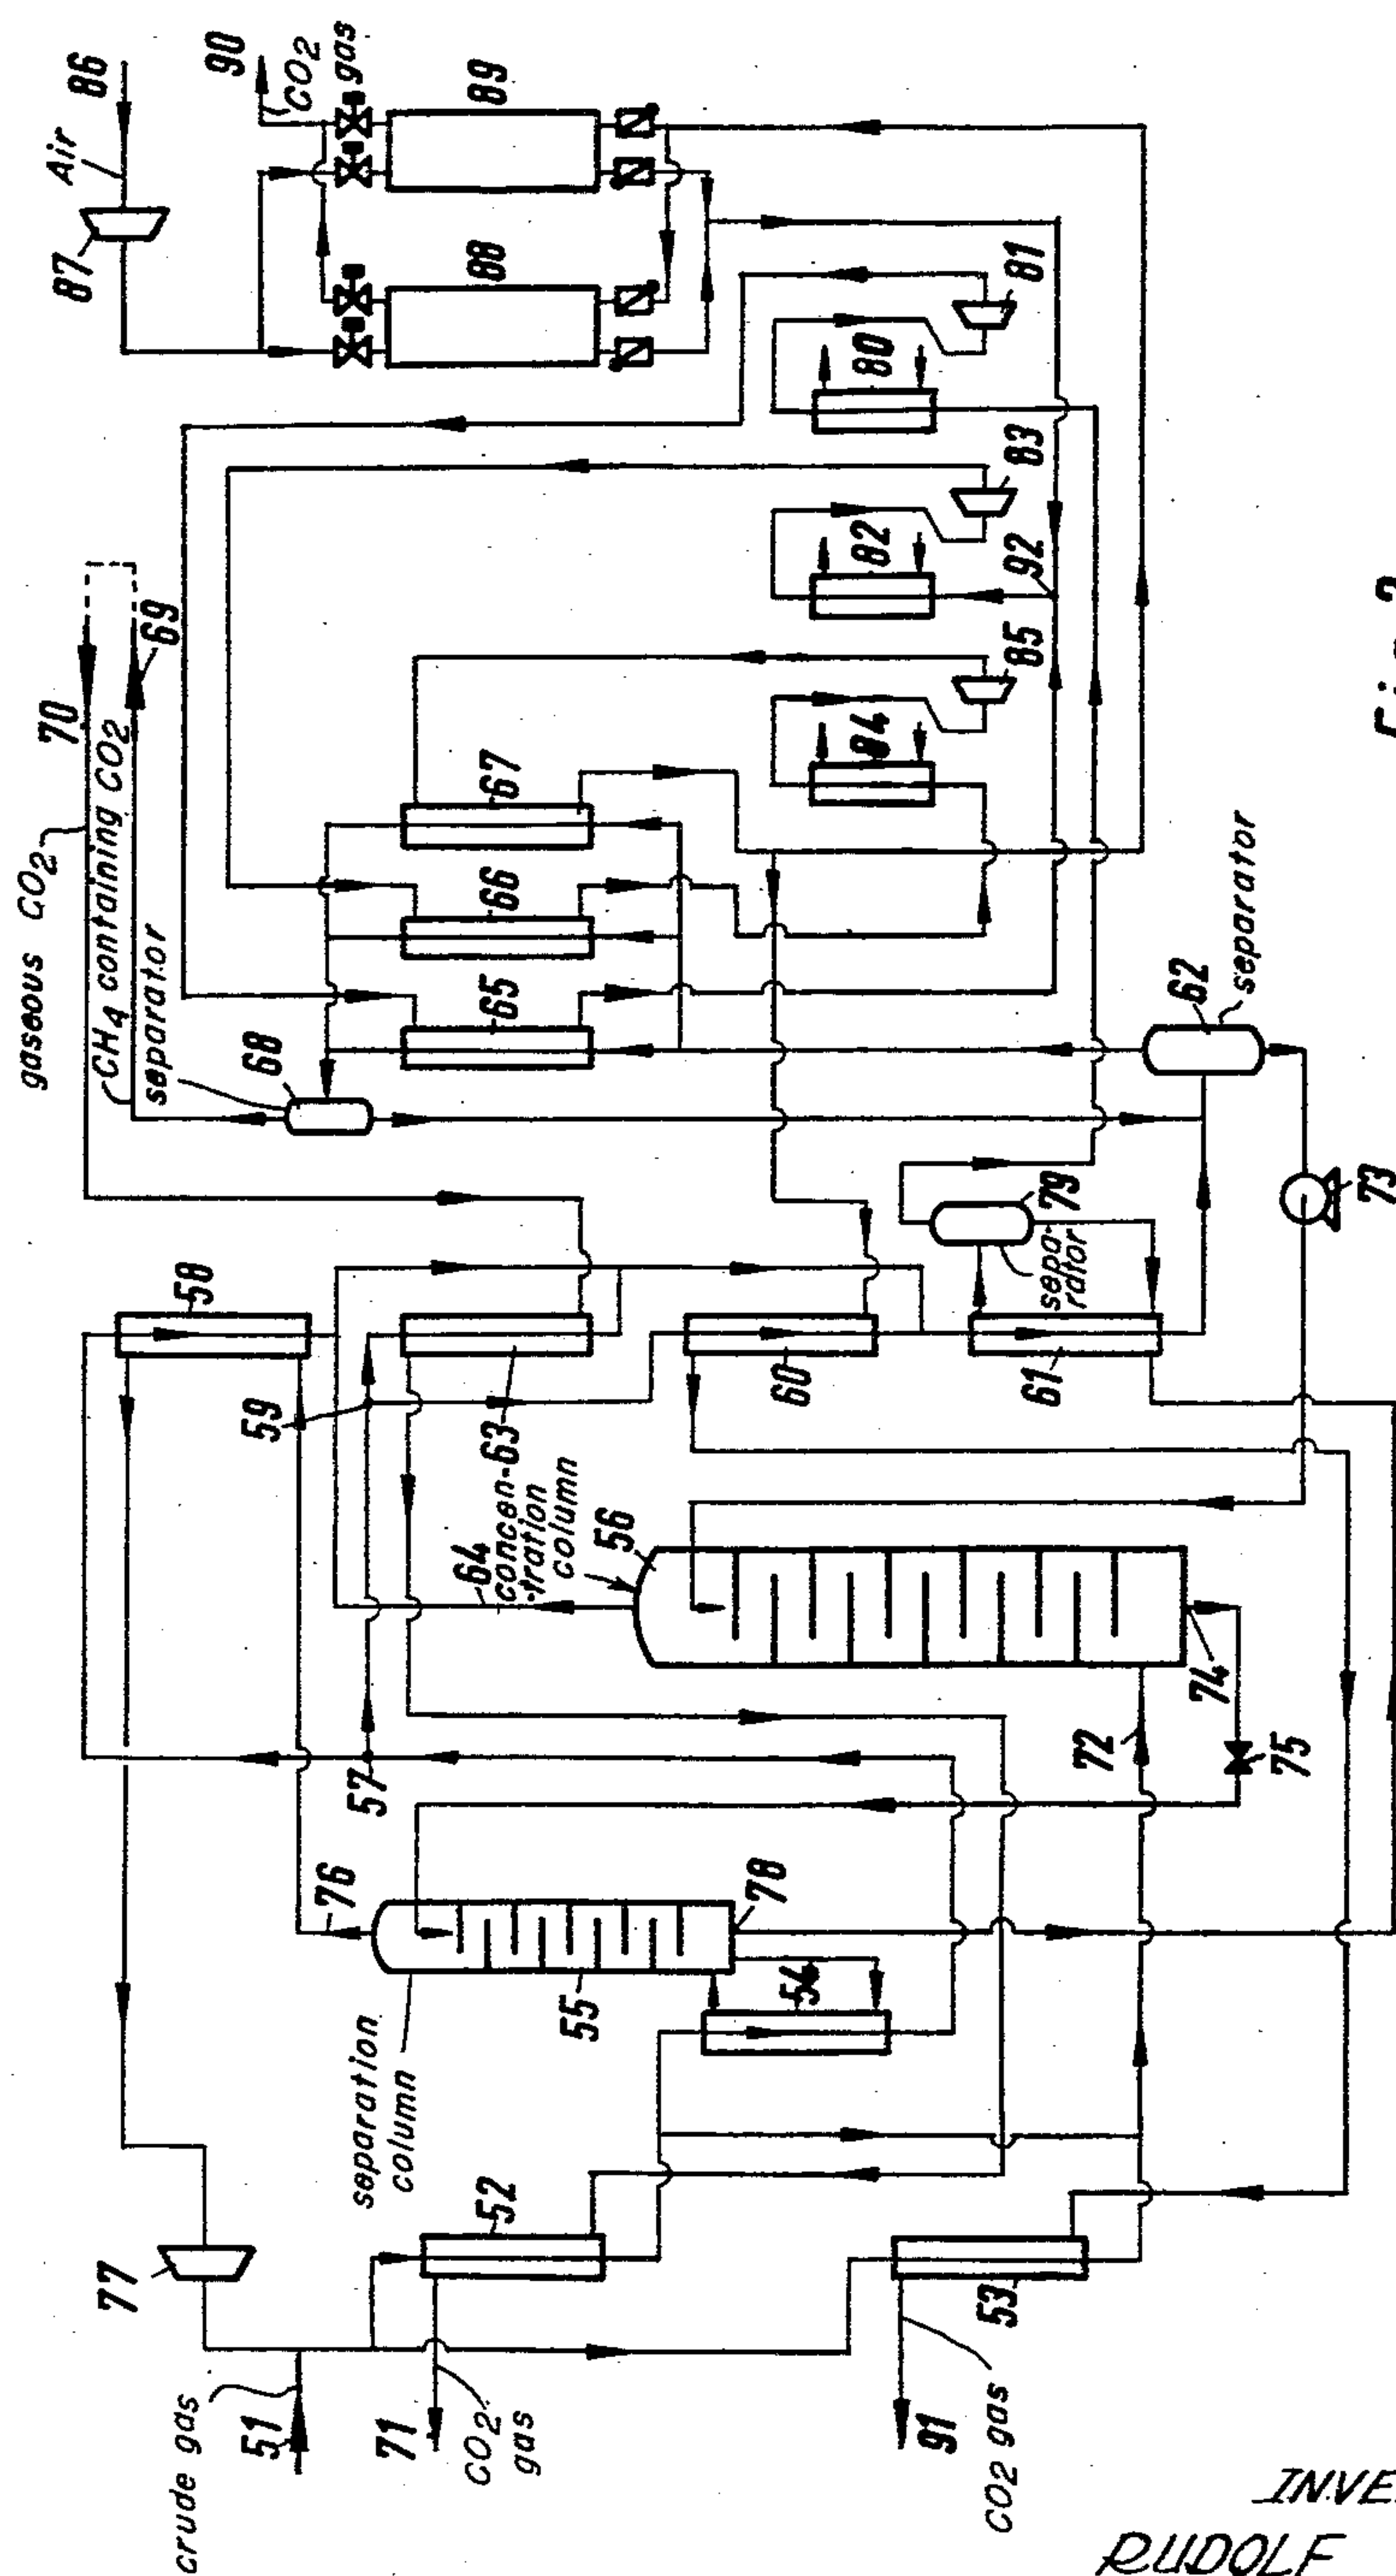 crude gas
51
77
71
CO2
gas
52
91
CO2 gas
53
separation
column
55
54
76
78
57
72
74
75
64
concen-
-tration
column
56
59
58
63
60
61
79
sepa-
rator
73
62
separator
68
separator
CH4 containing CO2
gaseous CO2
70
69
65
66
67
84
85
82
83
92
80
81
88
89
87
Air
86
90
CO2
gas
RUDOLF